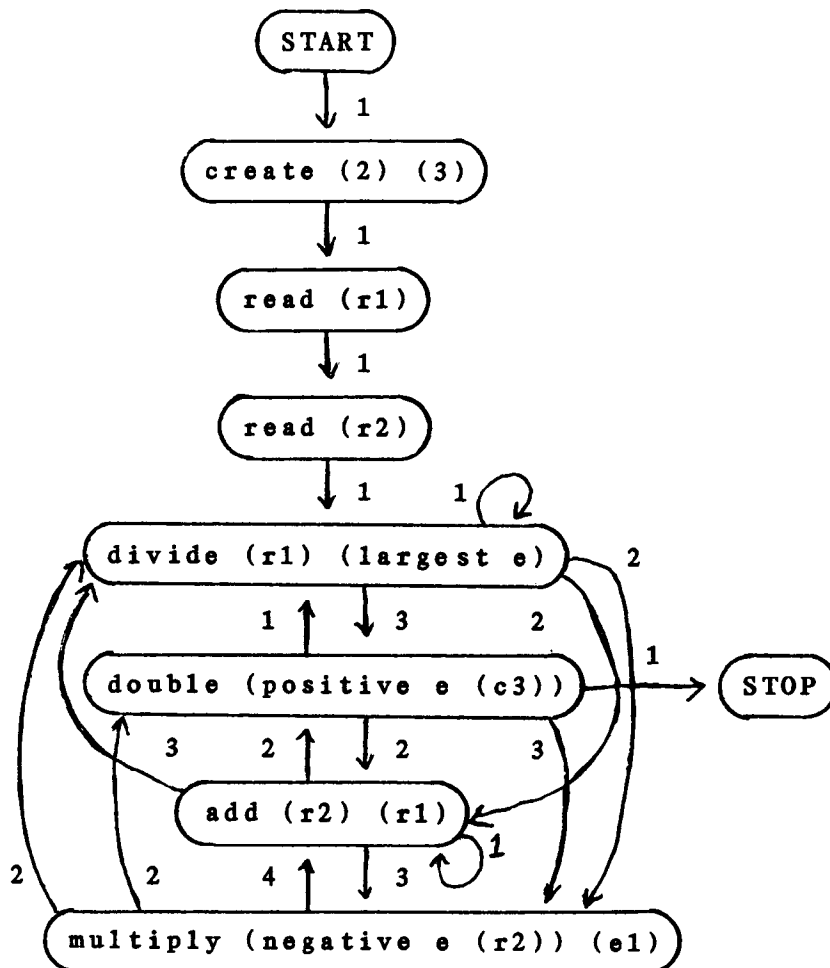 START
1
create (2) (3)
1
read (r1)
1
read (r2)
1 1
divide (r1) (largest e)
2
1 3 2
1
double (positive e (c3)) STOP
3 2 2 3
add (r2) (r1)
1
2 2 4 3
multiply (negative e (r2)) (e1)